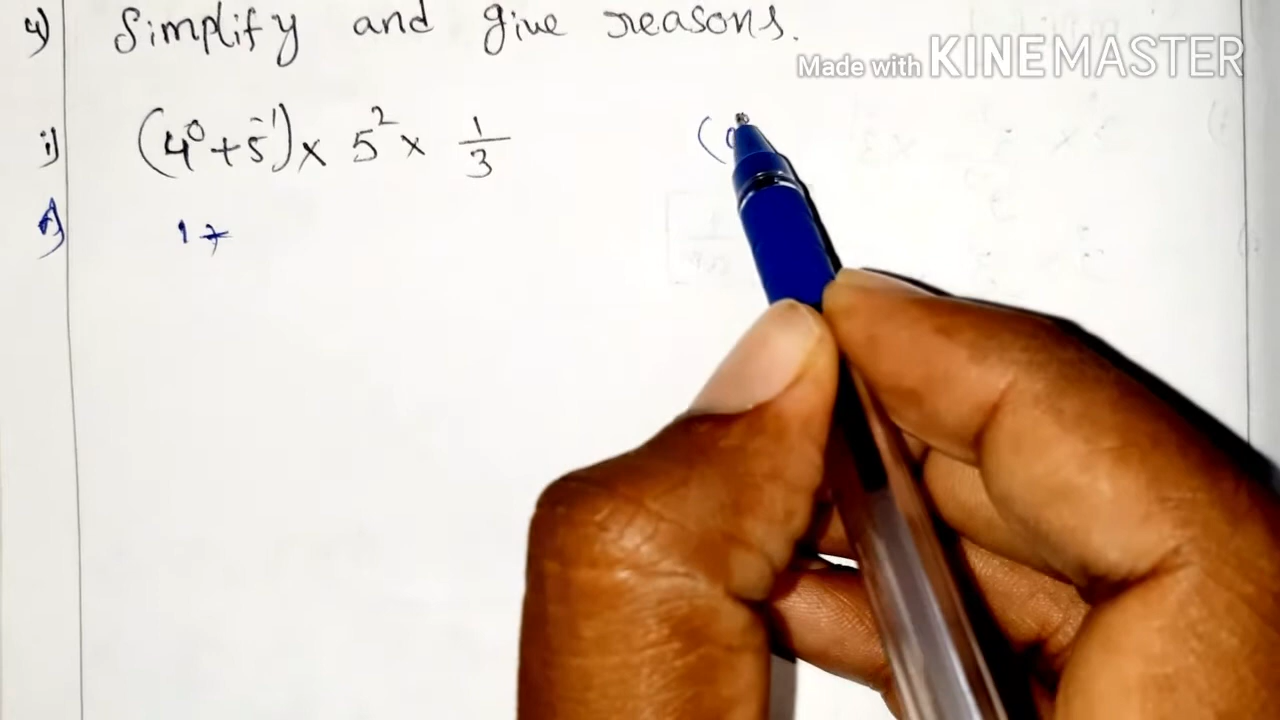 4) Simplify and give reasons.
Made with KINEMASTER
i) (4⁰+5⁻¹)× 5² × 1/3 (a
1+